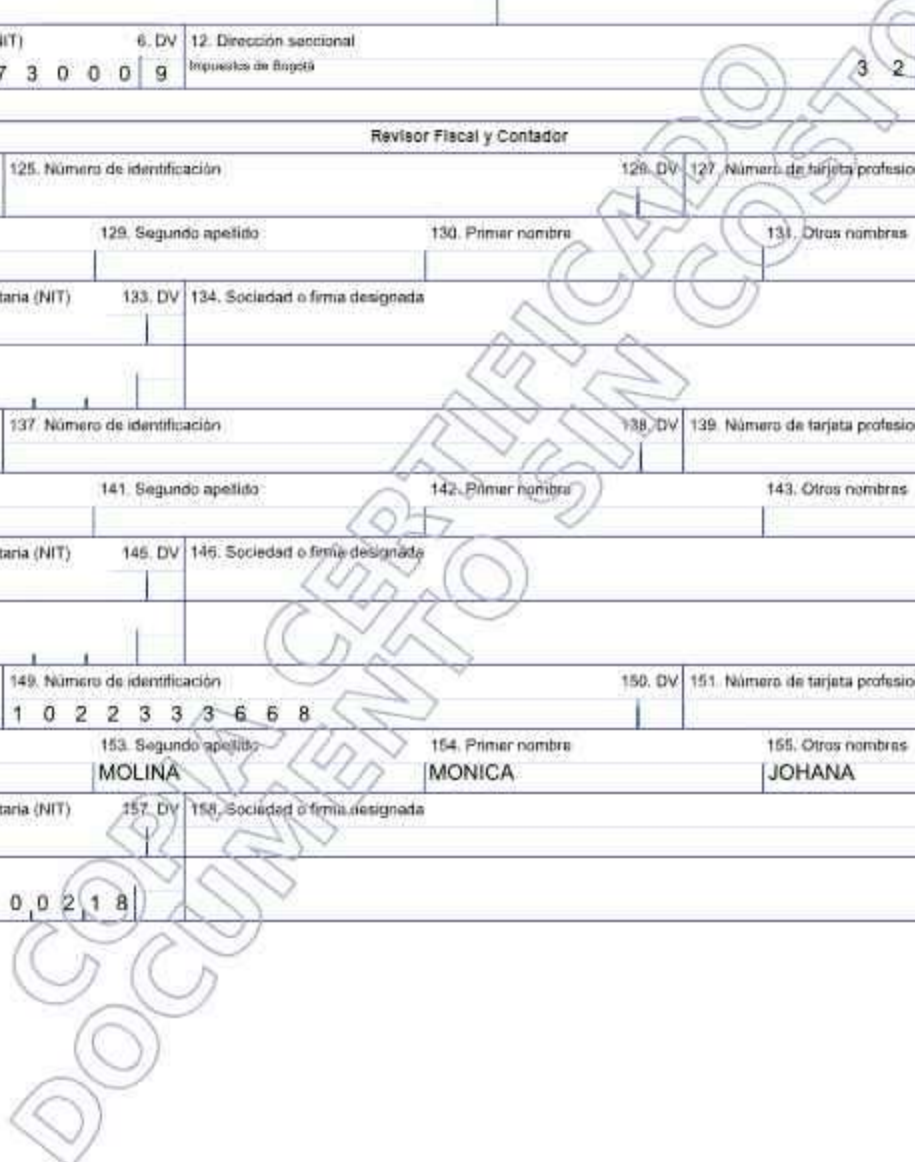 IIT) 6. DV 12. Dirección seccional
7 3 0 0 0 9 Impuestos de Bogotá 3 2
Revisor Fiscal y Contador
125. Número de identificación 126. DV 127. Número de tarjeta profesio
129. Segundo apellido 130. Primer nombre 131. Otros nombres
taria (NIT) 133. DV 134. Sociedad o firma designada
137. Número de identificación 138. DV 139. Número de tarjeta profesio
141. Segundo apellido 142. Primer nombre 143. Otros nombres
taria (NIT) 145. DV 146. Sociedad o firma designada
149. Número de identificación 150. DV 151. Número de tarjeta profesio
1 0 2 2 3 3 3 6 6 8
153. Segundo apellido 154. Primer nombre 155. Otros nombres
MOLINA MONICA JOHANA
taria (NIT) 157. DV 158. Sociedad o firma designada
0 0 2 1 8
COPIA CERTIFICADO
DOCUMENTO SIN COSTO